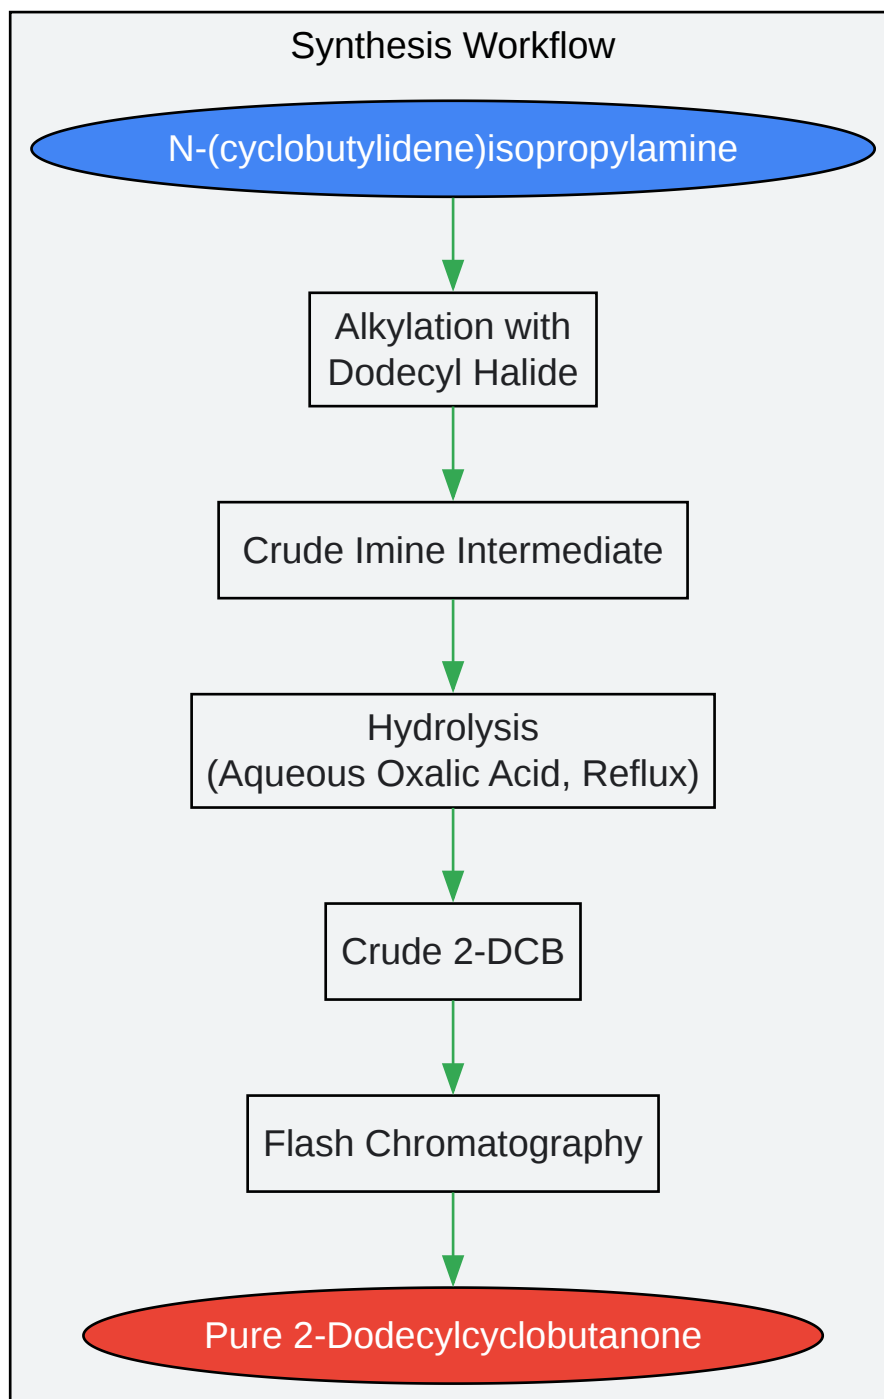 Synthesis Workflow
N-(cyclobutylidene)isopropylamine
Alkylation with
Dodecyl Halide
Crude Imine Intermediate
Hydrolysis
(Aqueous Oxalic Acid, Reflux)
Crude 2-DCB
Flash Chromatography
Pure 2-Dodecylcyclobutanone